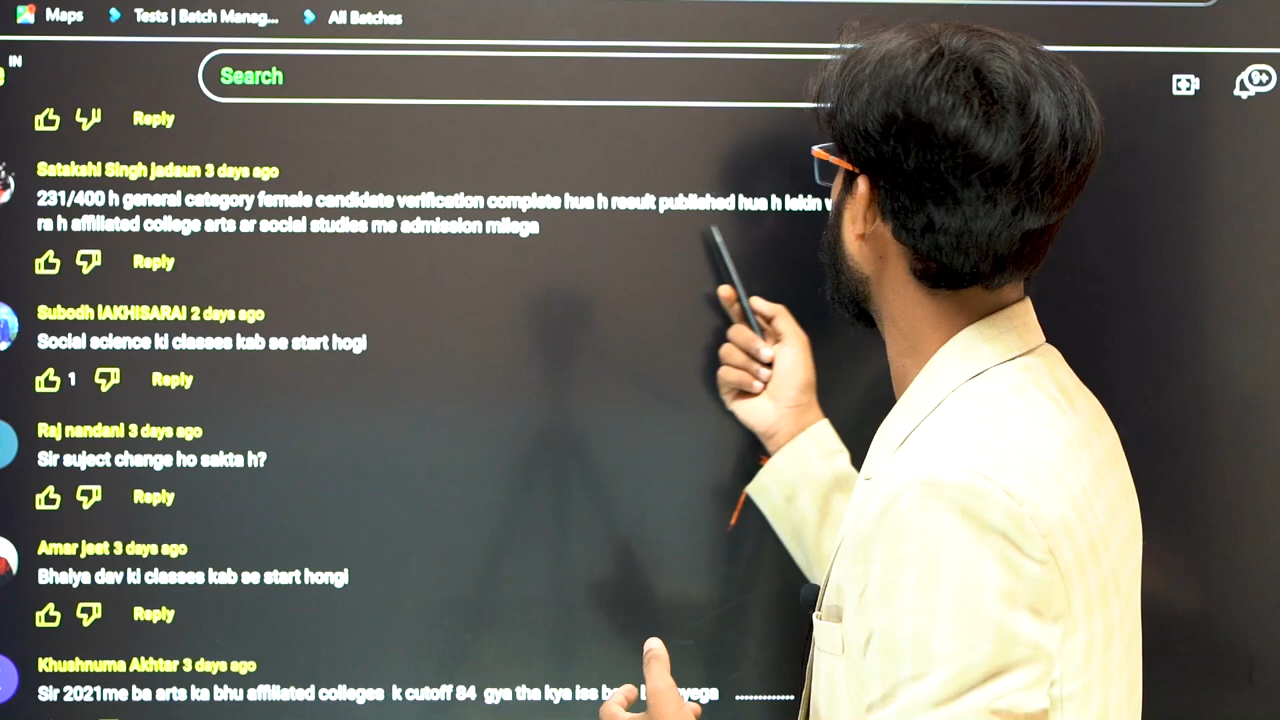 Maps Tests | Batch Manag... All Batches
IN
Search
9+
Reply
Satakshi Singh jadaun 3 days ago
231/400 h general category female candidate verification complete hua h result published hua h lekin
ra h affiliated college arts ar social studies me admission milega
Reply
Subodh lAKHISARAI 2 days ago
Social science ki classes kab se start hogi
1 Reply
Raj nandani 3 days ago
Sir suject change ho sakta h?
Reply
Amar jeet 3 days ago
Bhaiya dav ki classes kab se start hongi
Reply
Khushnuma Akhtar 3 days ago
Sir 2021me ba arts ka bhu affiliated colleges k cutoff 84 gya tha kya iss